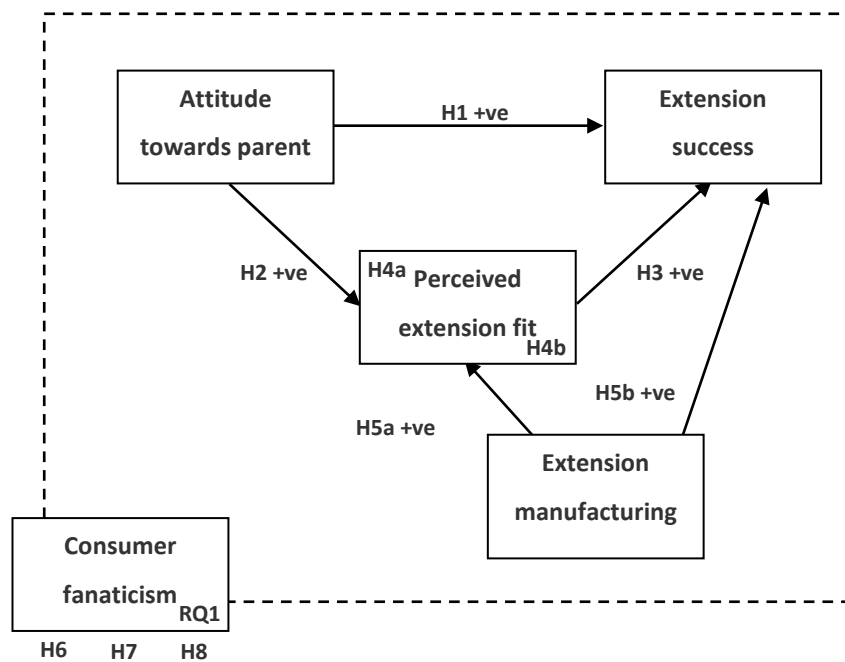 Attitude
towards parent
H1 +ve
Extension
success
H2 +ve
H4a
Perceived
extension fit
H4b
H3 +ve
H5a +ve
H5b +ve
Extension
manufacturing
Consumer
fanaticism
RQ1
H6 H7 H8